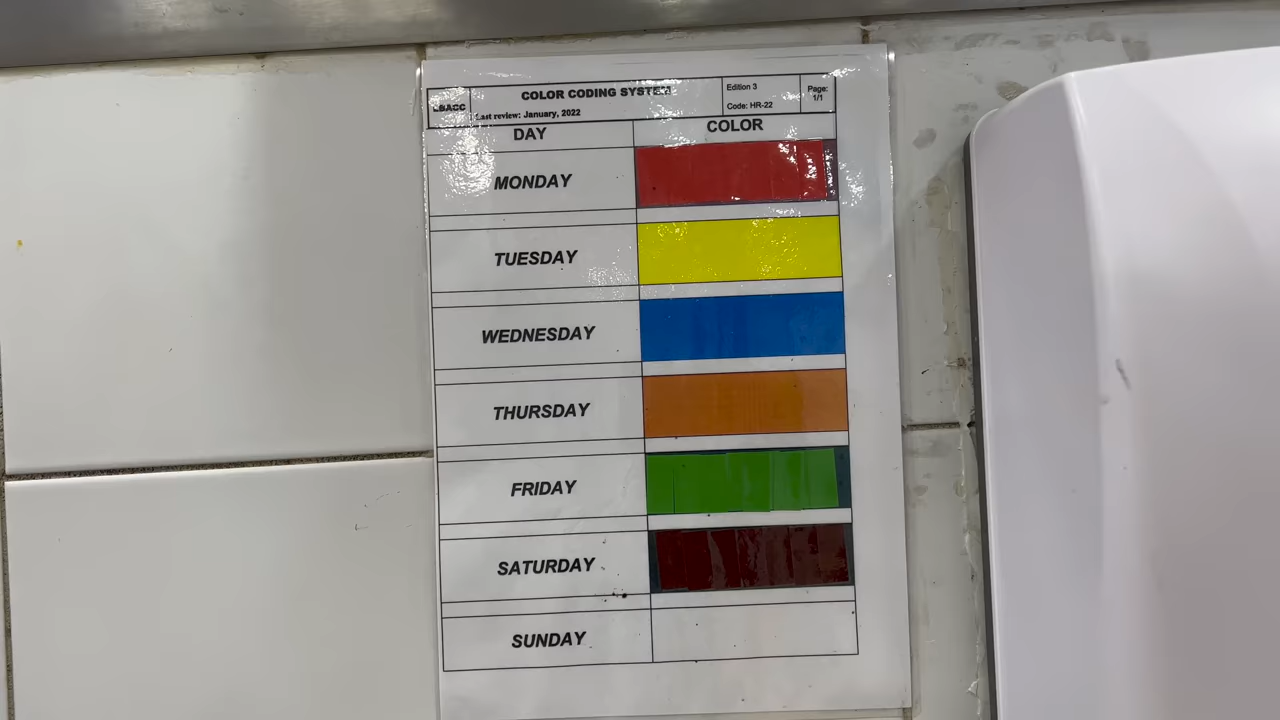 LBACC
COLOR CODING SYSTEM
Last review: January, 2022
Edition 3
Code: HR-22
Page:
1/1
DAY COLOR
MONDAY
TUESDAY
WEDNESDAY
THURSDAY
FRIDAY
SATURDAY
SUNDAY